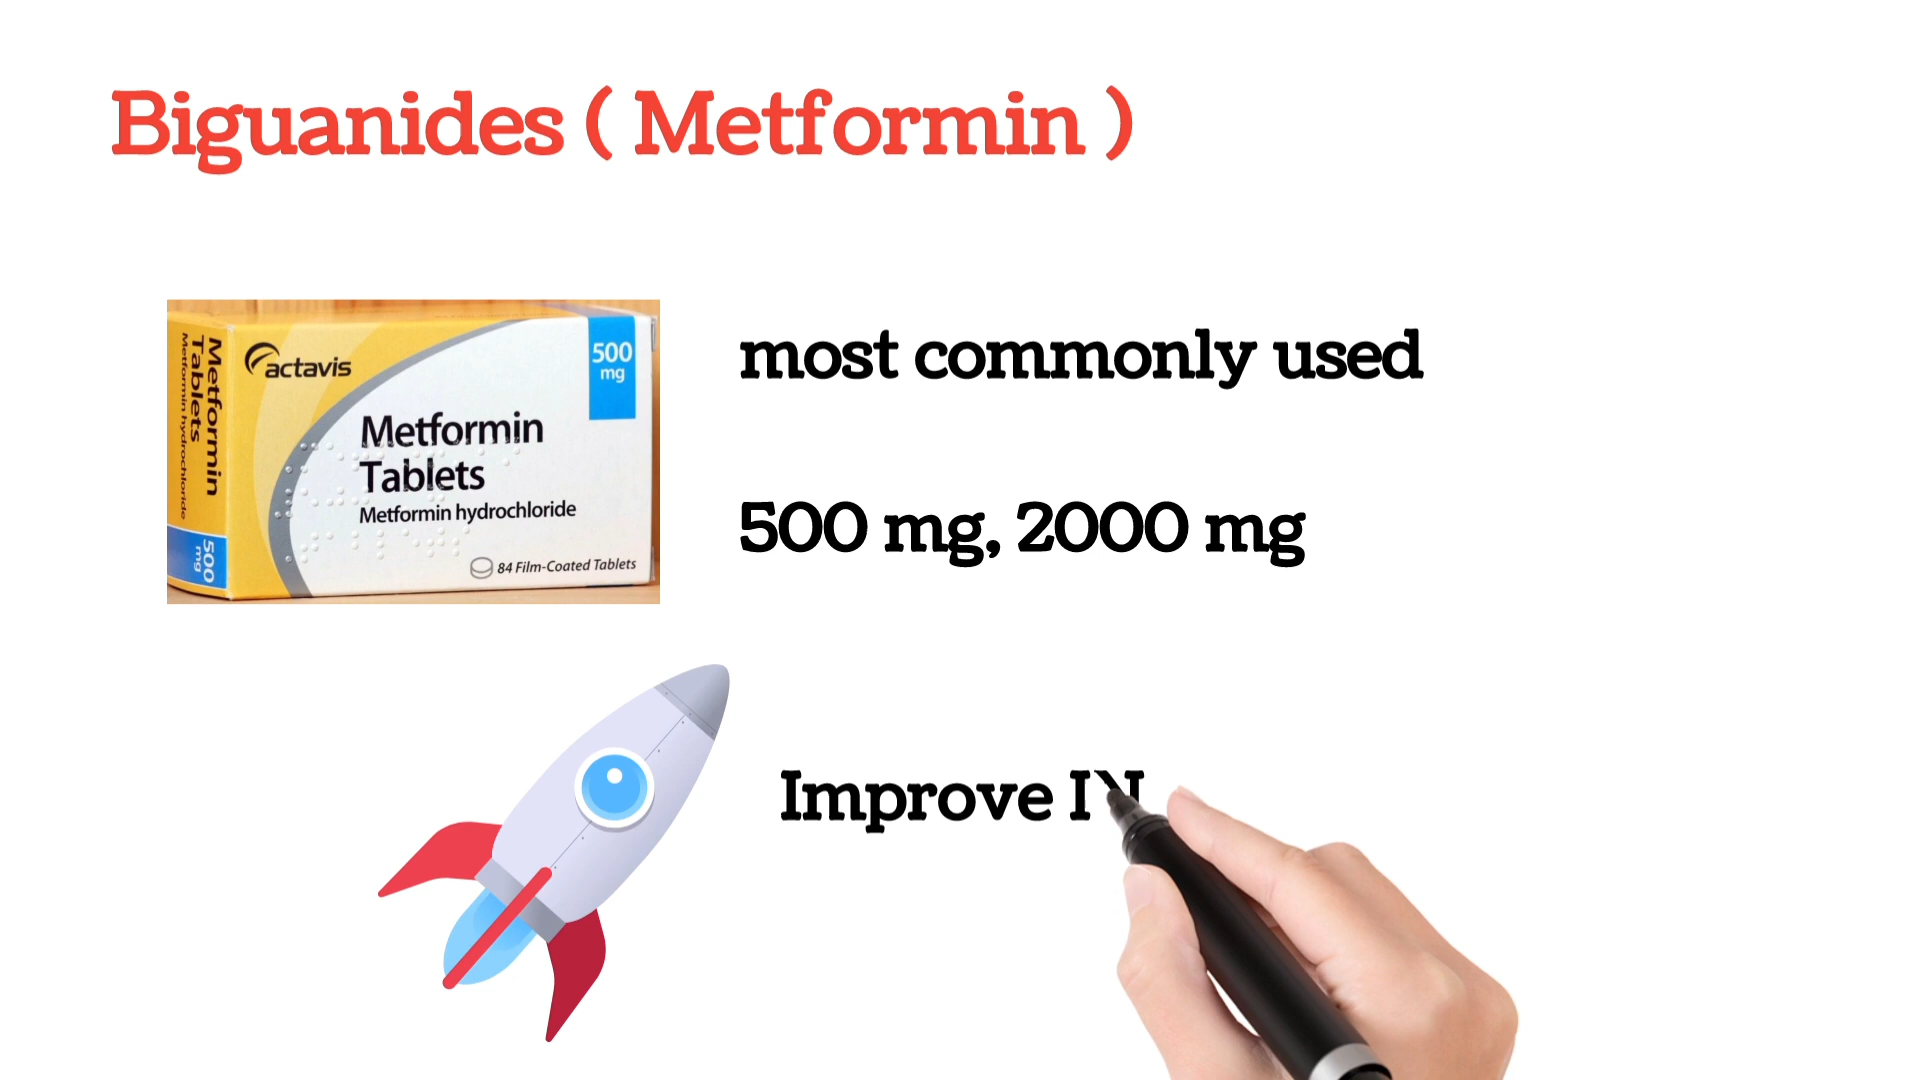 Biguanides ( Metformin )
actavis
500
mg
Metformin
Tablets
Metformin hydrochloride
84 Film-Coated Tablets
Metformin
Tablets
Metformin hydrochloride
500
mg
most commonly used
500 mg, 2000 mg
Improve